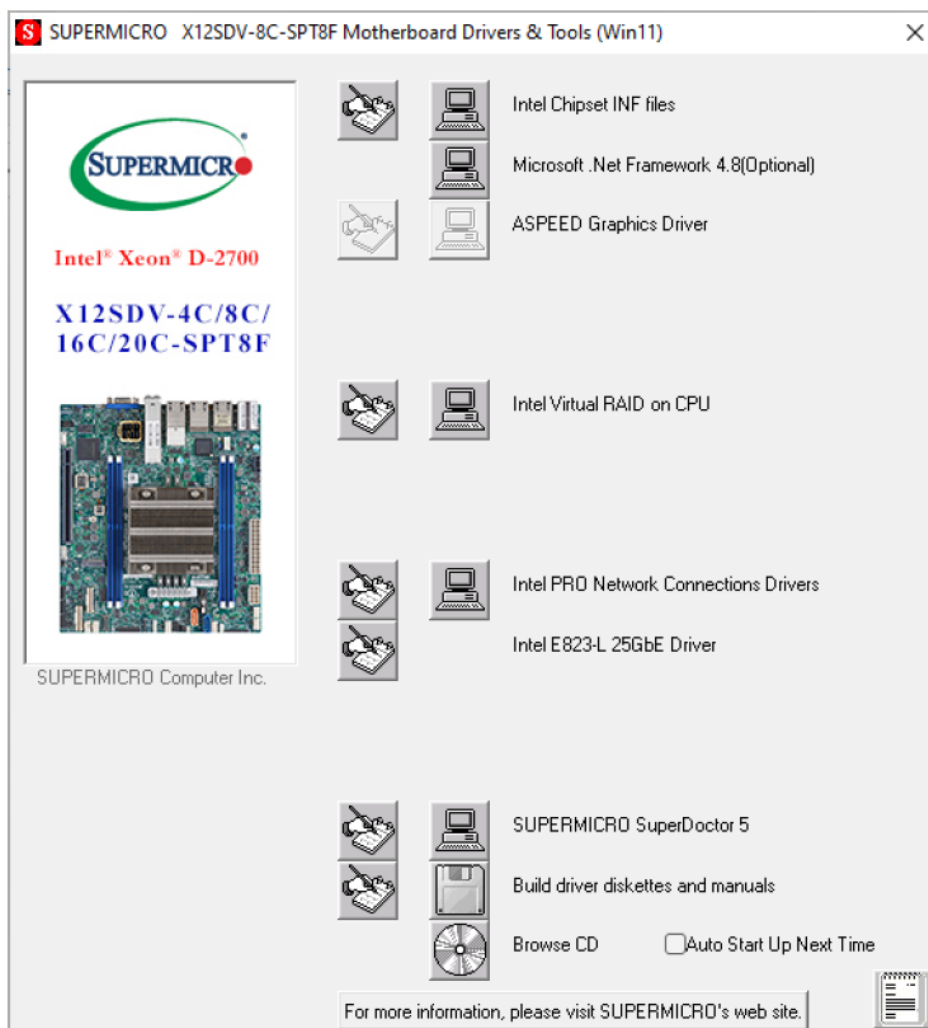 SUPERMICRO X12SDV-8C-SPT8F Motherboard Drivers & Tools (Win11)
SUPERMICR
Intel® Xeon® D-2700
X12SDV-4C/8C/
16C/20C-SPT8F
SUPERMICRO Computer Inc.
Intel Chipset INF files
Microsoft .Net Framework 4.8(Optional)
ASPEED Graphics Driver
Intel Virtual RAID on CPU
Intel PRO Network Connections Drivers
Intel E823-L 25GbE Driver
SUPERMICRO SuperDoctor 5
Build driver diskettes and manuals
Browse CD
Auto Start Up Next Time
For more information, please visit SUPERMICRO's web site.